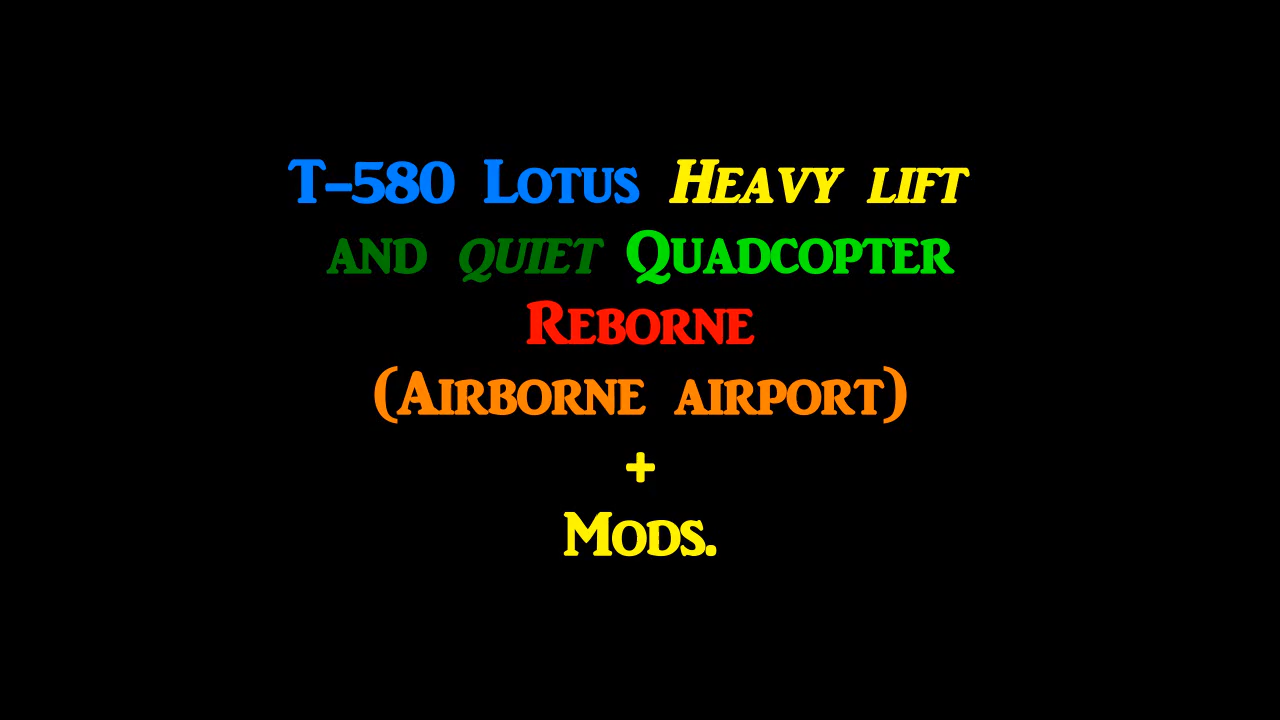 T-580 Lotus Heavy lift
and quiet Quadcopter
Reborne
(Airborne airport)
+
Mods.